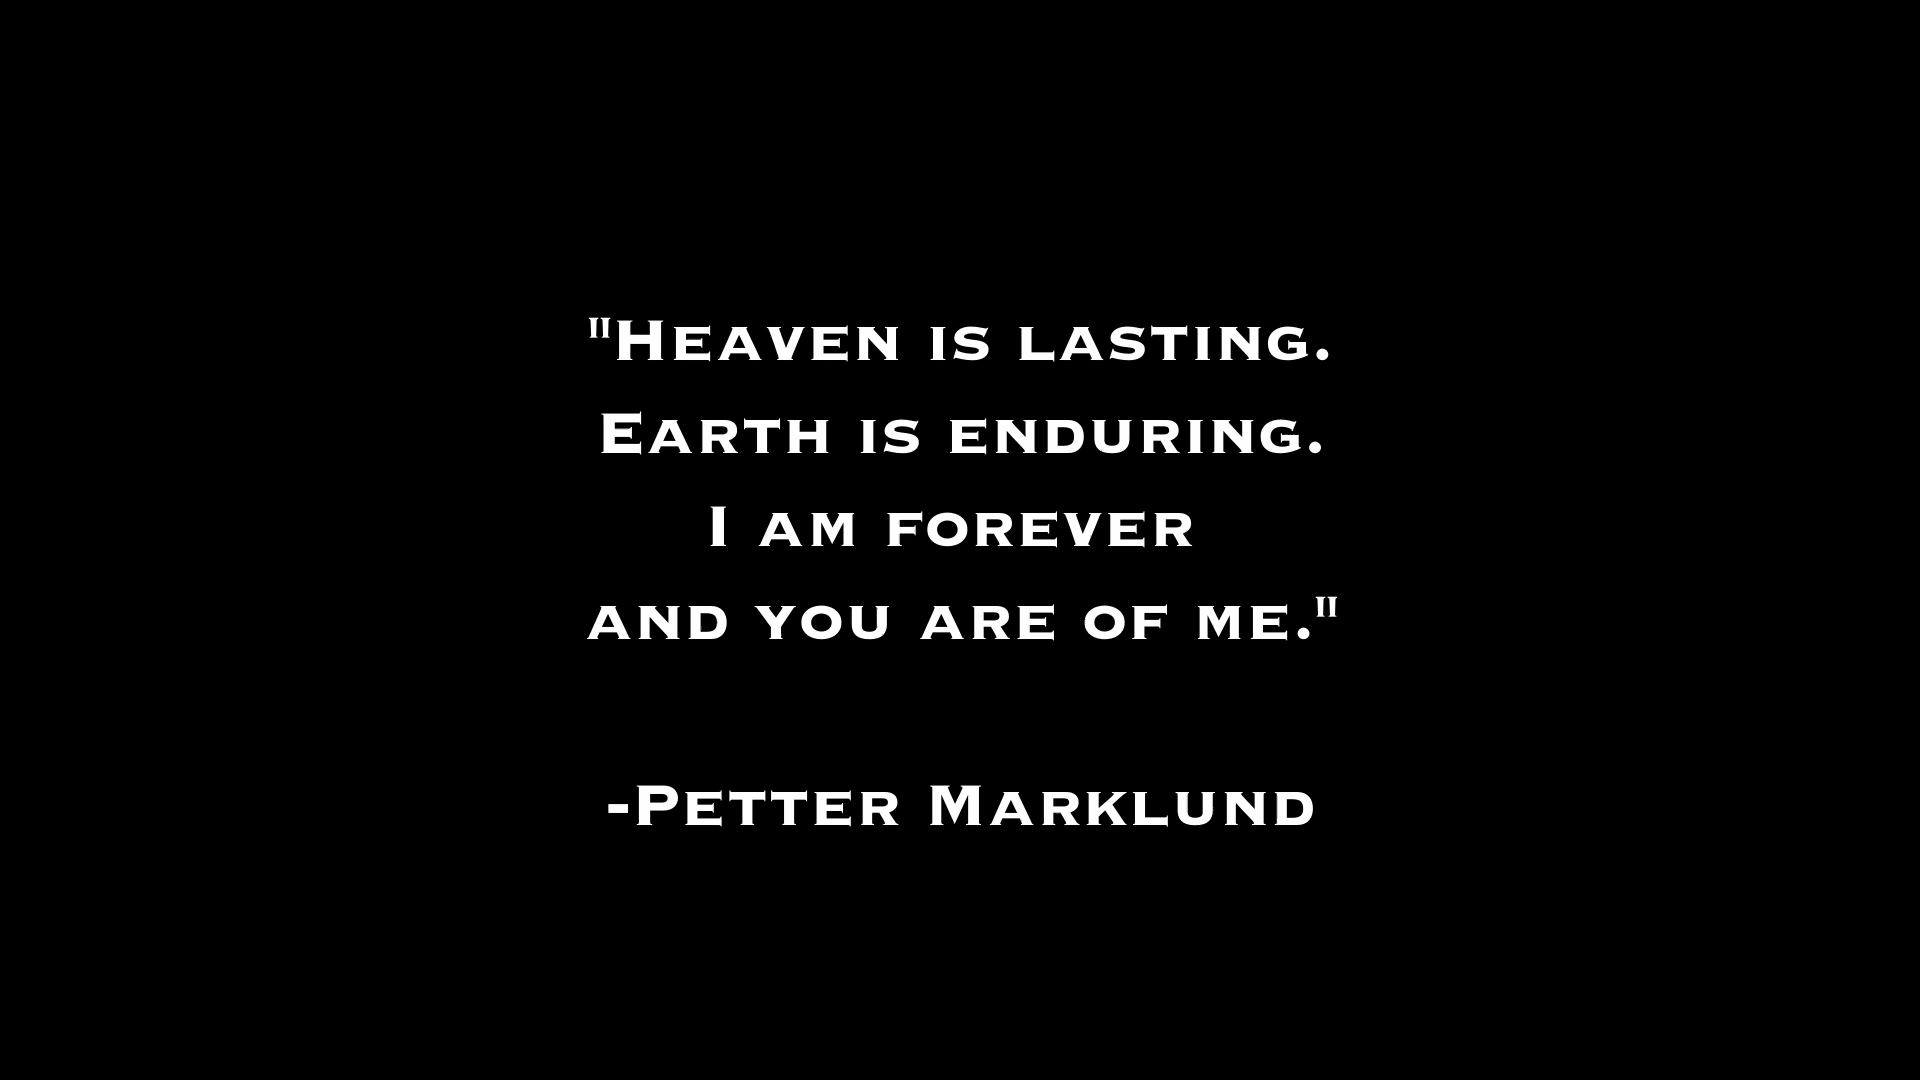 "Heaven is lasting.
Earth is enduring.
I am forever
and you are of me."
-Petter Marklund